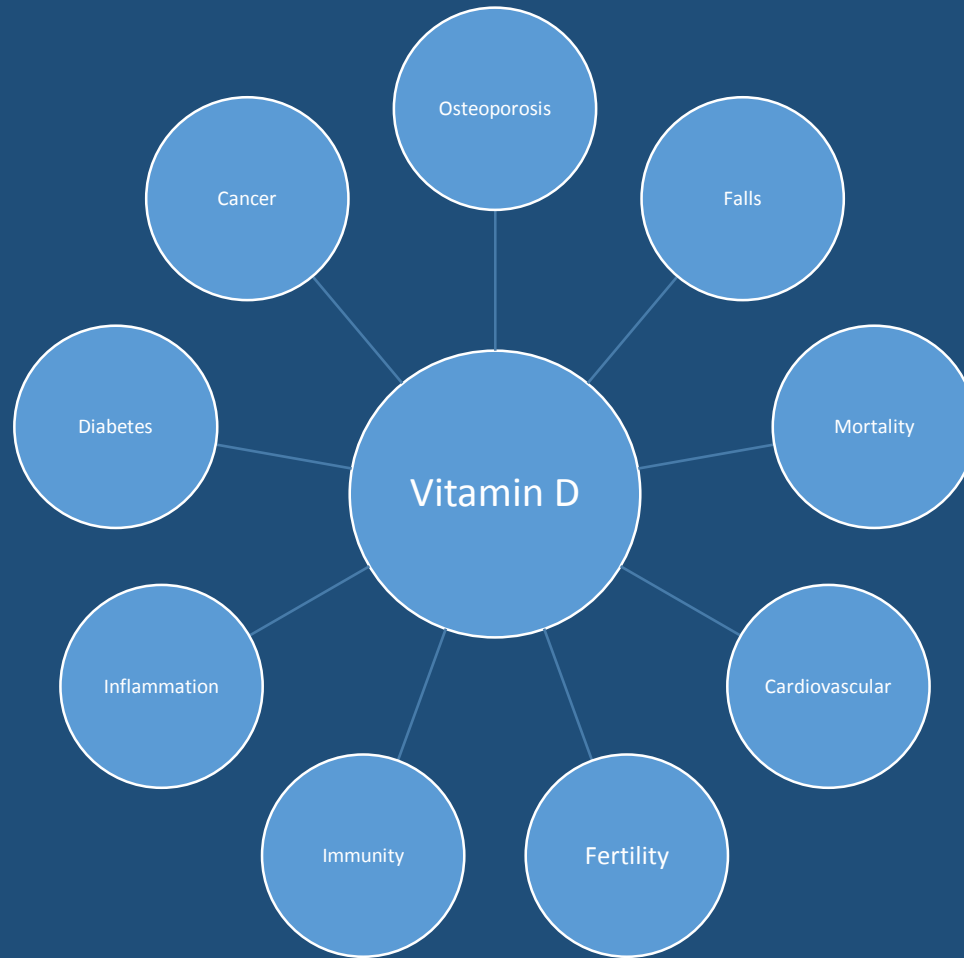 Osteoporosis
Cancer
Falls
Diabetes
Mortality
Vitamin D
Inflammation
Cardiovascular
Immunity
Fertility